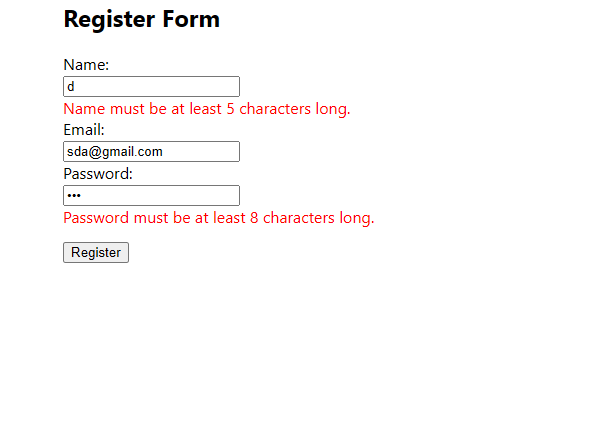 Register Form
Name:
d
Name must be at least 5 characters long.
Email:
sda@gmail.com
Password:
•••
Password must be at least 8 characters long.
Register